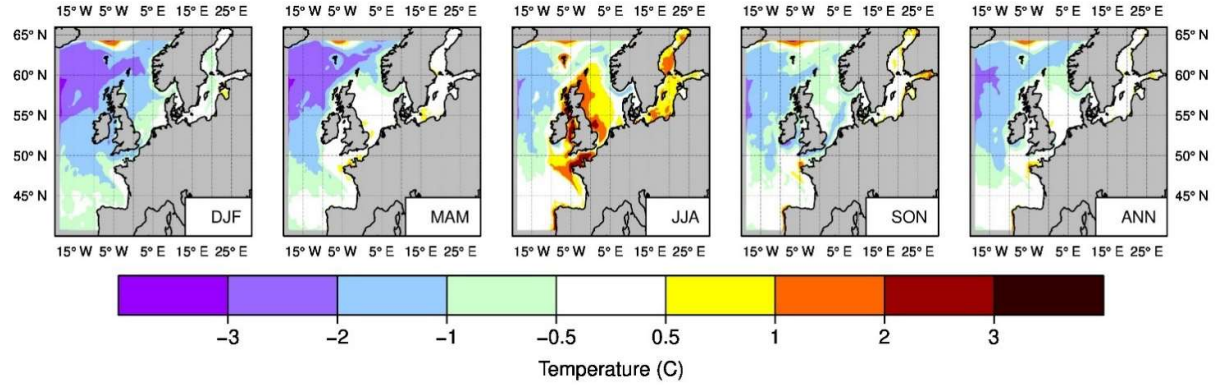 15° W 5° W 5° E 15° E 25° E 15° W 5° W 5° E 15° E 25° E 15° W 5° W 5° E 15° E 25° E 15° W 5° W 5° E 15° E 25° E 15° W 5° W 5° E 15° E 25° E
65° N 65° N
60° N 60° N
55° N 55° N
50° N 50° N
45° N 45° N
DJF MAM JJA SON ANN
15° W 5° W 5° E 15° E 25° E 15° W 5° W 5° E 15° E 25° E 15° W 5° W 5° E 15° E 25° E 15° W 5° W 5° E 15° E 25° E 15° W 5° W 5° E 15° E 25° E
−3 −2 −1 −0.5 0.5 1 2 3
Temperature (C)